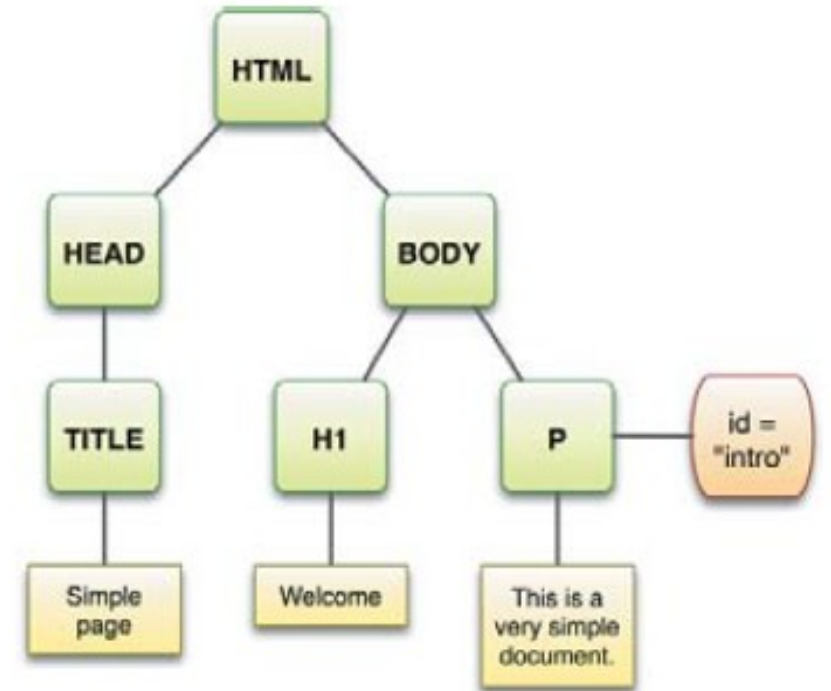 HTML
HEAD
BODY
TITLE
H1
P
id =
"intro"
Simple
page
Welcome
This is a
very simple
document.